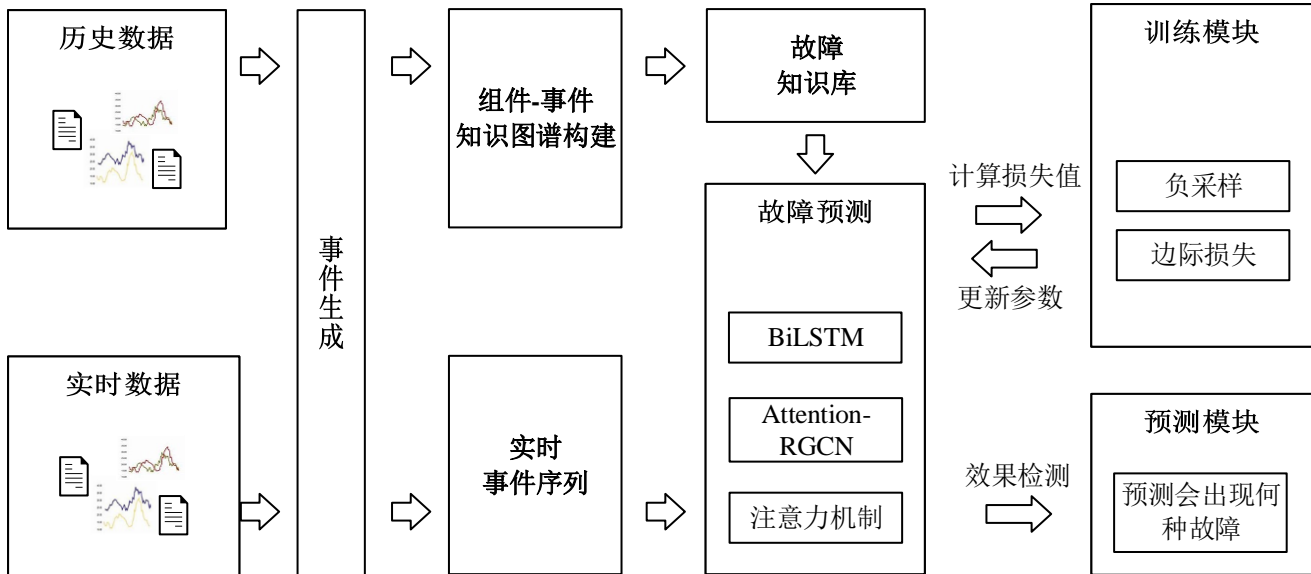 历史数据
事件生成
组件-事件
知识图谱构建
故障
知识库
训练模块
负采样
边际损失
计算损失值
更新参数
故障预测
BiLSTM
Attention-
RGCN
注意力机制
实时数据
实时
事件序列
效果检测
预测模块
预测会出现何
种故障